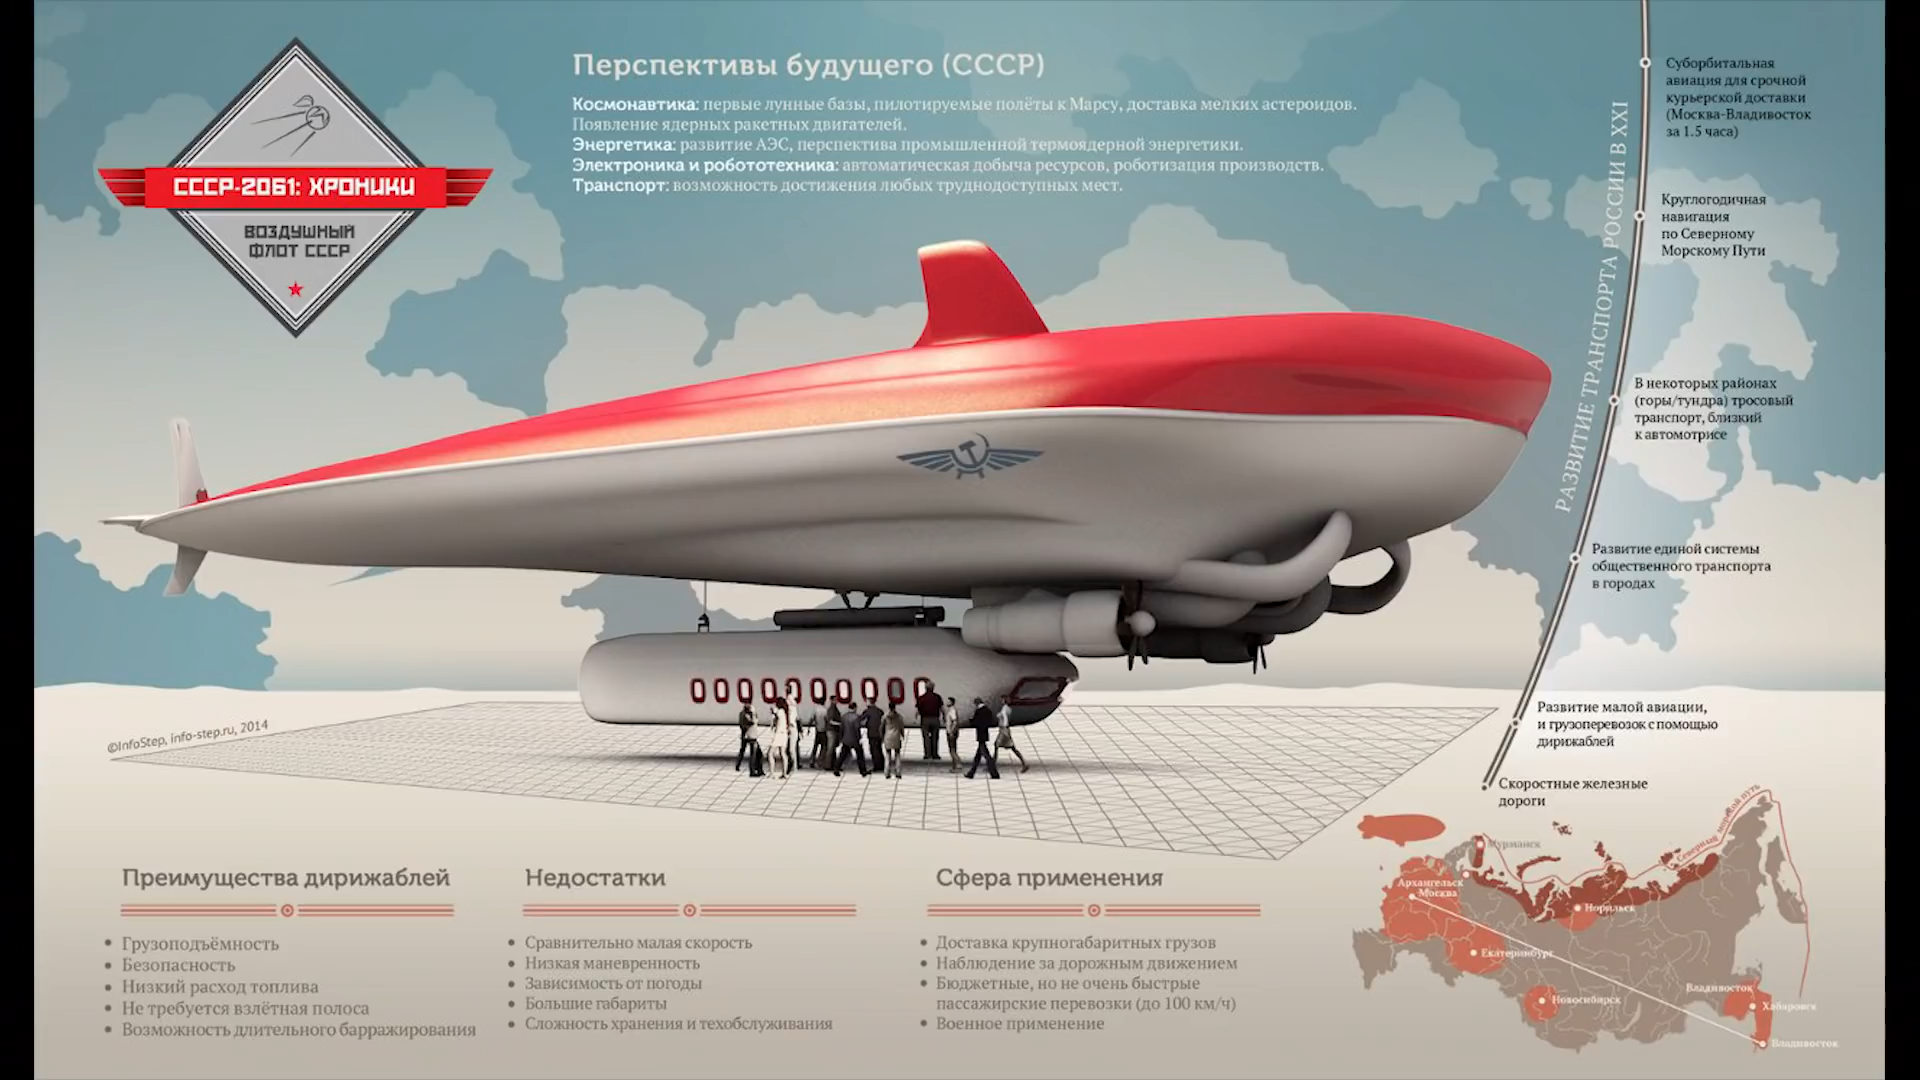 СССР-2061: ХРОНИКИ
ВОЗДУШНЫЙ
ФЛОТ СССР
Перспективы будущего (СССР)
Космонавтика: первые лунные базы, пилотируемые полёты к Марсу, доставка мелких астероидов.
Появление ядерных ракетных двигателей.
Энергетика: развитие АЭС, перспектива промышленной термоядерной энергетики.
Электроника и робототехника: автоматическая добыча ресурсов, роботизация производств.
Транспорт: возможность достижения любых труднодоступных мест.
РАЗВИТИЕ ТРАНСПОРТА РОССИИ В XXI
Суборбитальная
авиация для срочной
курьерской доставки
(Москва-Владивосток
за 1.5 часа)
Круглогодичная
навигация
по Северному
Морскому Пути
В некоторых районах
(горы/тундра) тросовый
транспорт, близкий
к автомотрисе
Развитие единой системы
общественного транспорта
в городах
Развитие малой авиации,
и грузоперевозок с помощью
дирижаблей
Скоростные железные
дороги
©InfoStep, info-step.ru, 2014
Преимущества дирижаблей
Грузоподъёмность
Безопасность
Низкий расход топлива
Не требуется взлётная полоса
Возможность длительного барражирования
Недостатки
Сравнительно малая скорость
Низкая маневренность
Зависимость от погоды
Большие габариты
Сложность хранения и техобслуживания
Сфера применения
Доставка крупногабаритных грузов
Наблюдение за дорожным движением
Бюджетные, но не очень быстрые
пассажирские перевозки (до 100 км/ч)
Военное применение
Северный морской путь
Мурманск
Архангельск
Москва
Норильск
Екатеринбург
Новосибирск
Владивосток
Хабаровск
Владивосток